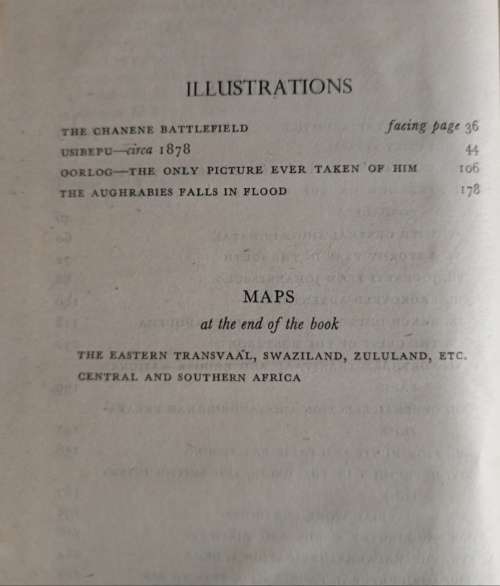 ILLUSTRATIONS
THE CHANENE BATTLEFIELD facing page 36
USIBEPU—circa 1878 44
OORLOG—THE ONLY PICTURE EVER TAKEN OF HIM 106
THE AUGHRABIES FALLS IN FLOOD 178
MAPS
at the end of the book
THE EASTERN TRANSVAAL, SWAZILAND, ZULULAND, ETC.
CENTRAL AND SOUTHERN AFRICA